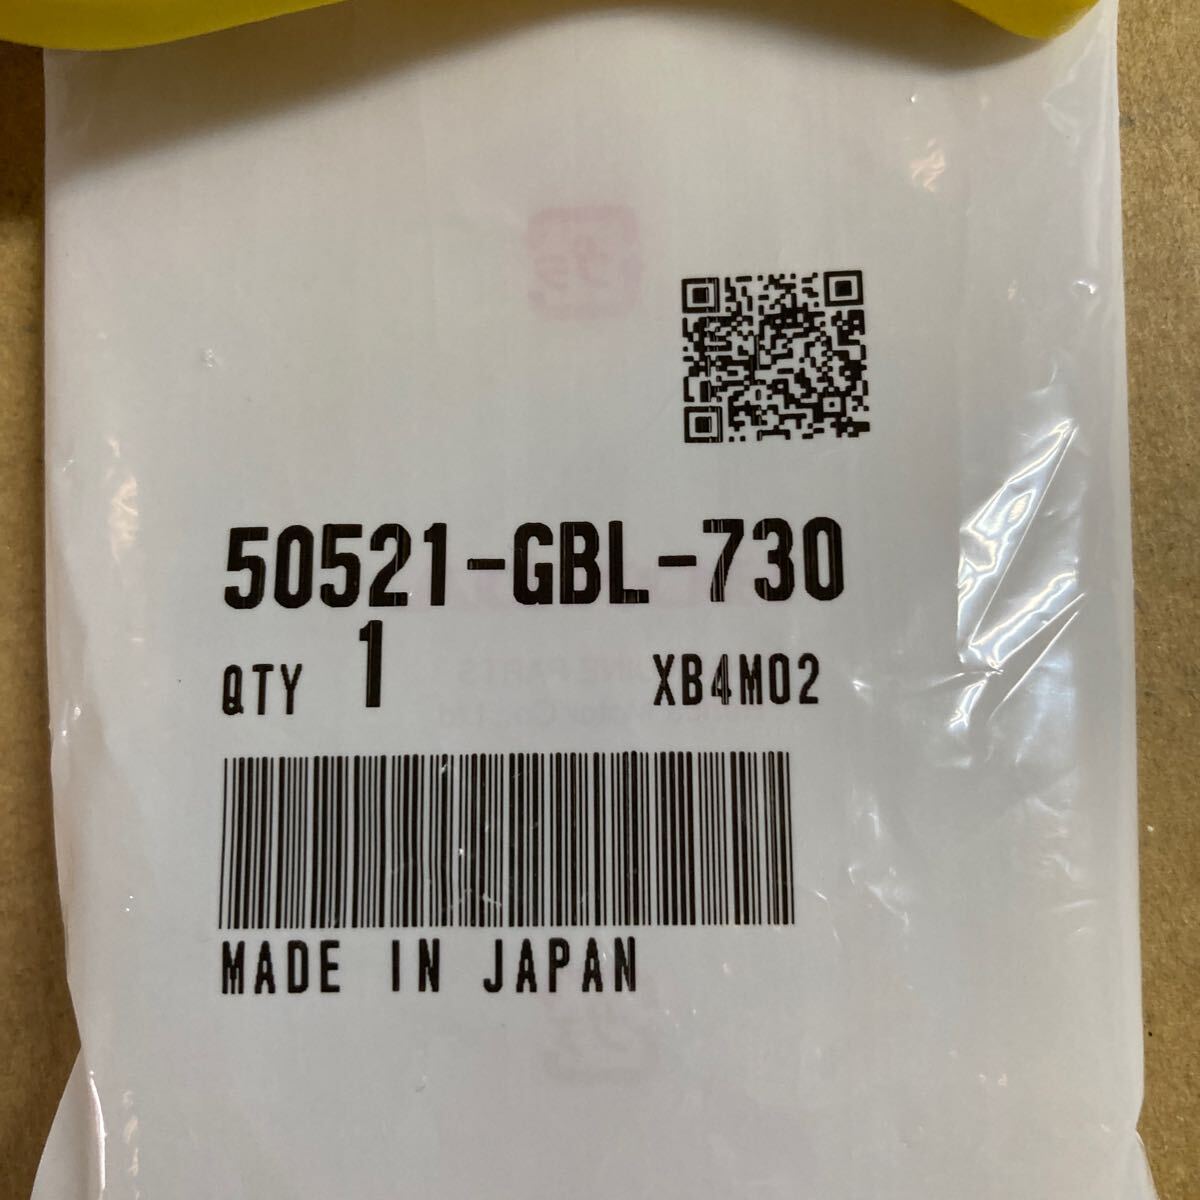 50521-GBL-730
QTY 1 XB4M02
MADE IN JAPAN